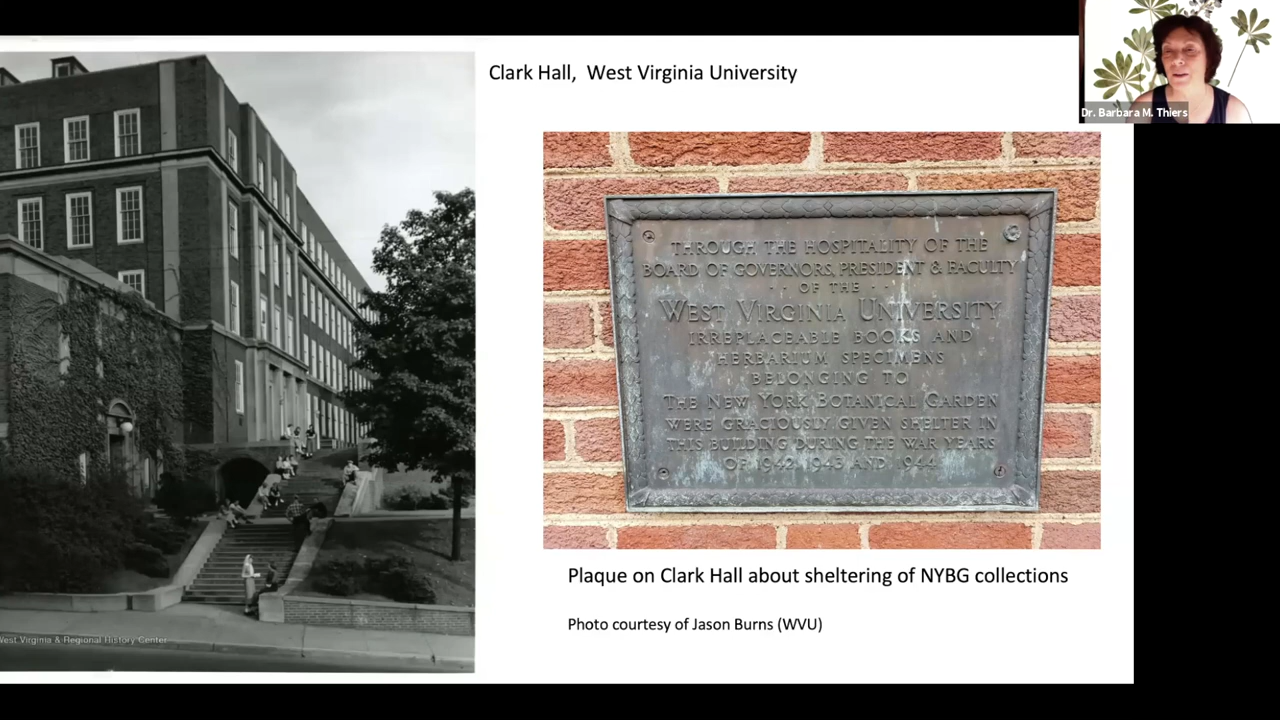 Clark Hall, West Virginia University
Dr. Barbara M. Thiers
THROUGH THE HOSPITALITY OF THE
BOARD OF GOVERNORS, PRESIDENT & FACULTY
· · OF THE · ·
WEST VIRGINIA UNIVERSITY
IRREPLACEABLE BOOKS AND
HERBARIUM SPECIMENS
BELONGING TO
THE NEW YORK BOTANICAL GARDEN
WERE GRACIOUSLY GIVEN SHELTER IN
THIS BUILDING DURING THE WAR YEARS
OF 1942 1943 AND 1944
Plaque on Clark Hall about sheltering of NYBG collections
Photo courtesy of Jason Burns (WVU)
West Virginia & Regional History Center